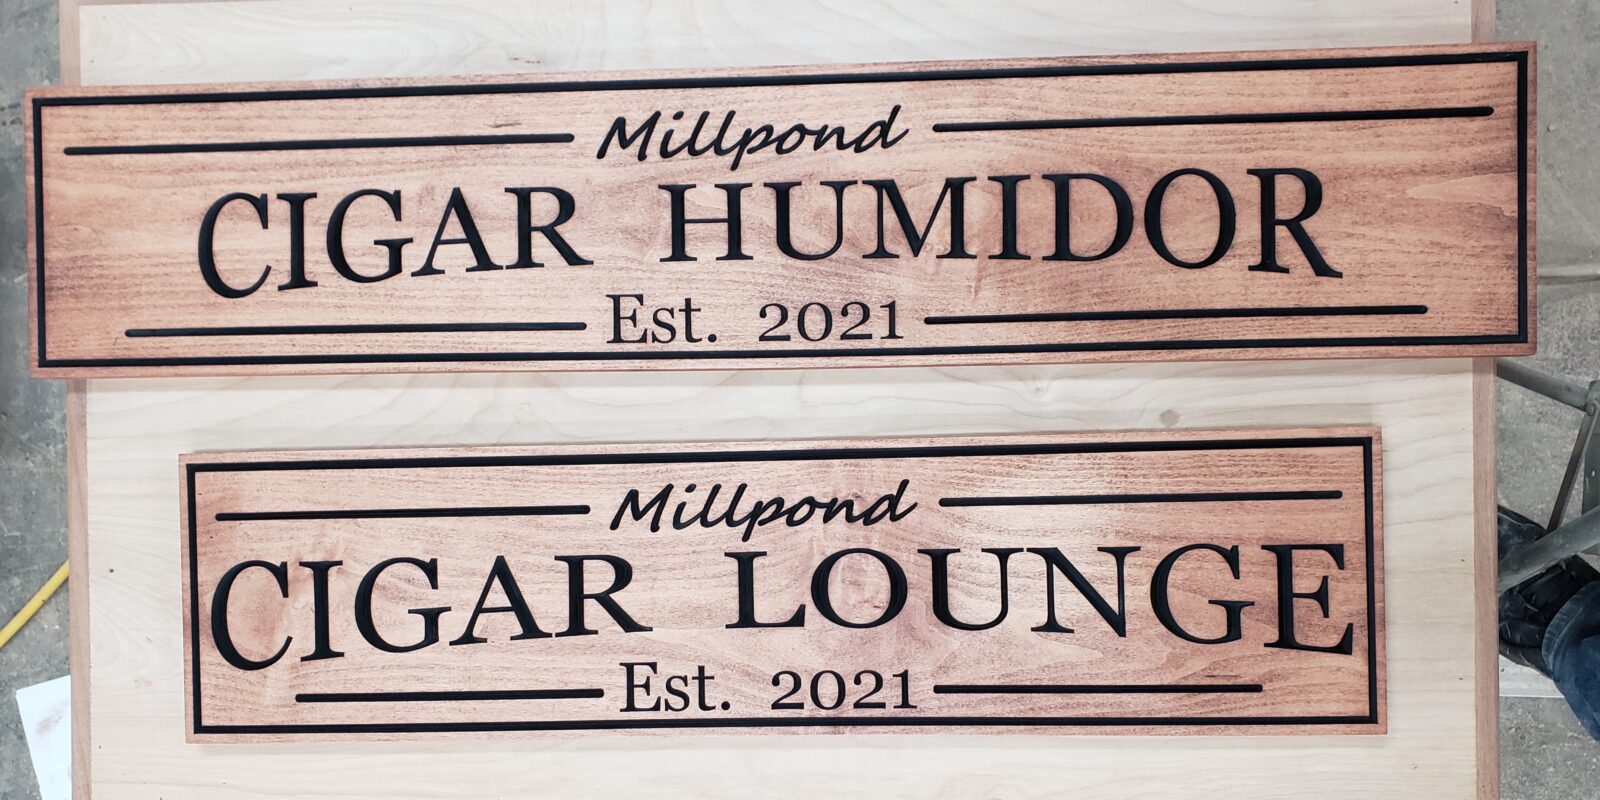 Millpond
CIGAR HUMIDOR
Est. 2021
Millpond
CIGAR LOUNGE
Est. 2021